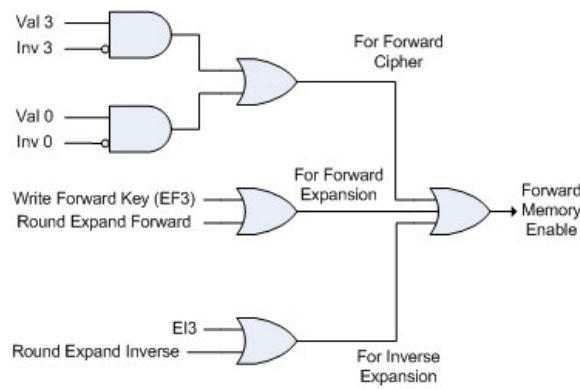 Val 3
Inv 3
Val 0
Inv 0
For Forward
Cipher
Write Forward Key (EF3)
Round Expand Forward
For Forward
Expansion
Forward
Memory
Enable
EI3
Round Expand Inverse
For Inverse
Expansion